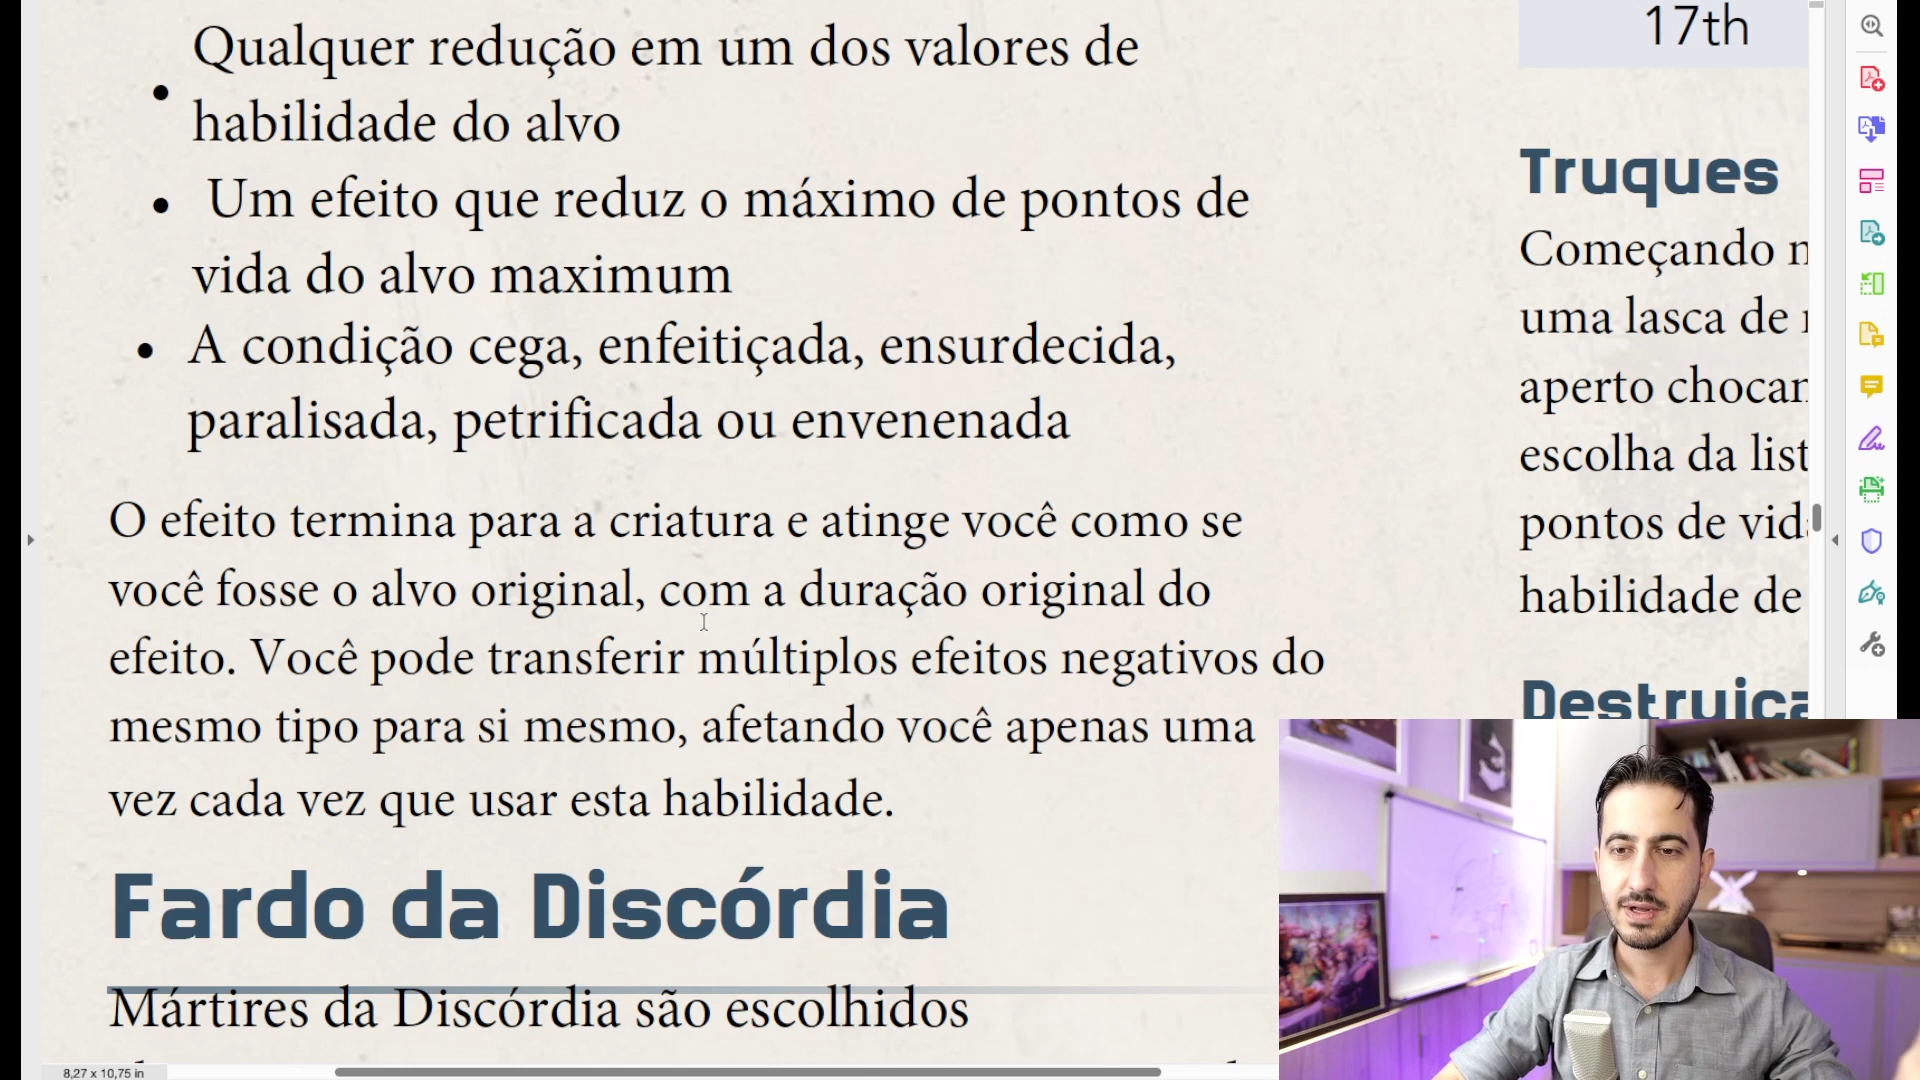 Qualquer redução em um dos valores de
habilidade do alvo
Um efeito que reduz o máximo de pontos de
vida do alvo maximum
A condição cega, enfeitiçada, ensurdecida,
paralisada, petrificada ou envenenada
O efeito termina para a criatura e atinge você como se
você fosse o alvo original, com a duração original do
efeito. Você pode transferir múltiplos efeitos negativos do
mesmo tipo para si mesmo, afetando você apenas uma
vez cada vez que usar esta habilidade.
Fardo da Discórdia
Mártires da Discórdia são escolhidos
17th
Truques
Começando
uma lasca de
aperto
escolha da
pontos de
habilidade de
8,27 x 10,75 in